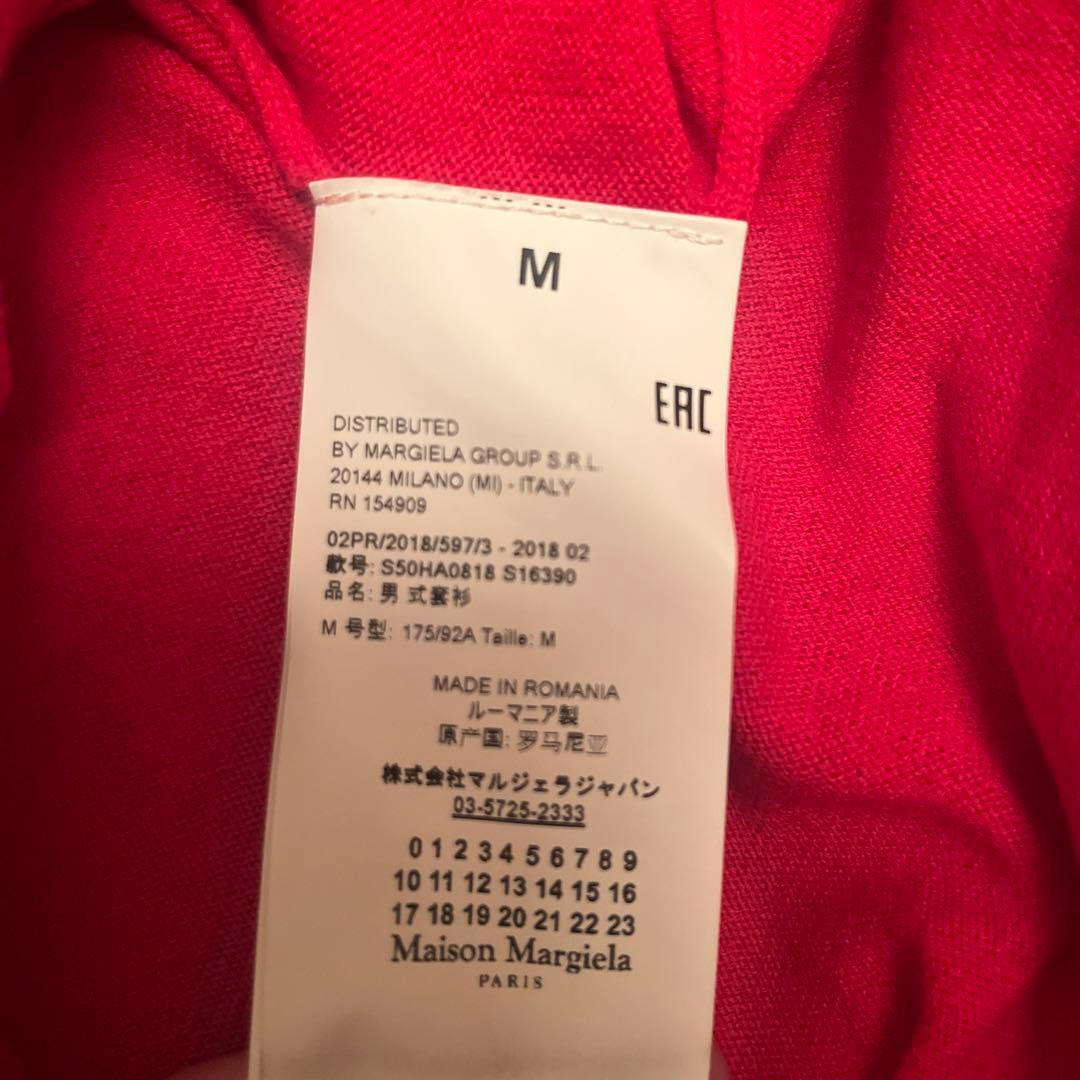 M
EAC
DISTRIBUTED
BY MARGIELA GROUP S.R.L.
20144 MILANO (MI) - ITALY
RN 154909
02PR/2018/597/3 - 2018 02
款号: S50HA0818 S16390
品名: 男 式套衫
M 号型: 175/92A Taille: M
MADE IN ROMANIA
ルーマニア製
原产国: 罗马尼亚
株式会社マルジェラジャパン
03-5725-2333
0 1 2 3 4 5 6 7 8 9
10 11 12 13 14 15 16
17 18 19 20 21 22 23
Maison Margiela
PARIS